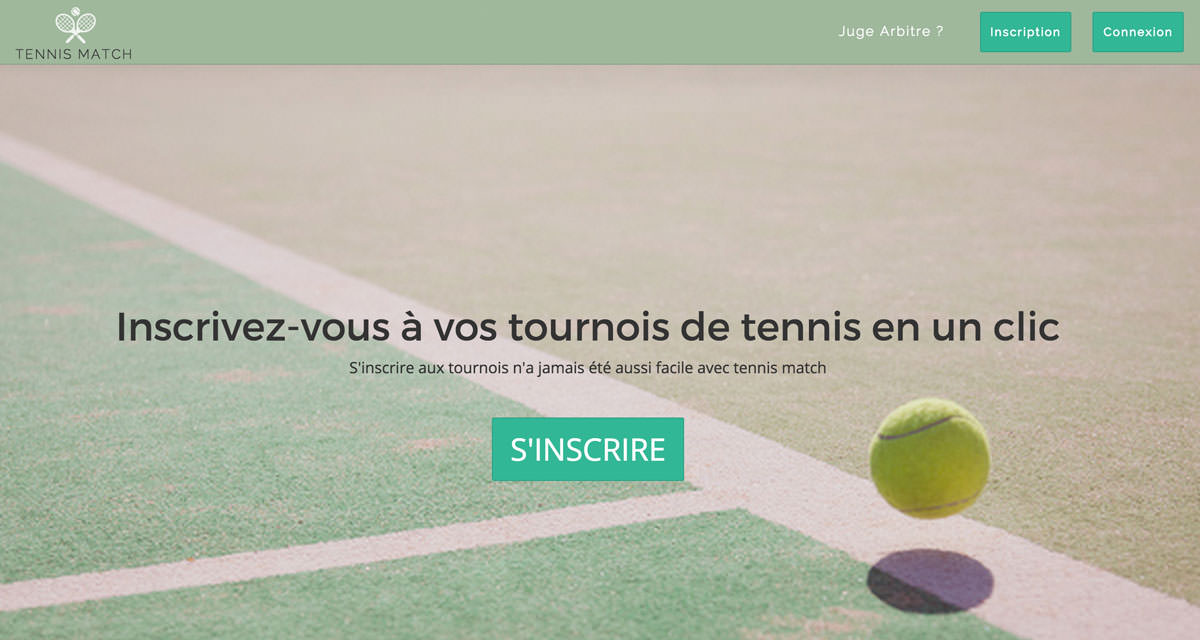 TENNIS MATCH
Juge Arbitre ?
Inscription
Connexion
Inscrivez-vous à vos tournois de tennis en un clic
S'inscrire aux tournois n'a jamais été aussi facile avec tennis match
S'INSCRIRE